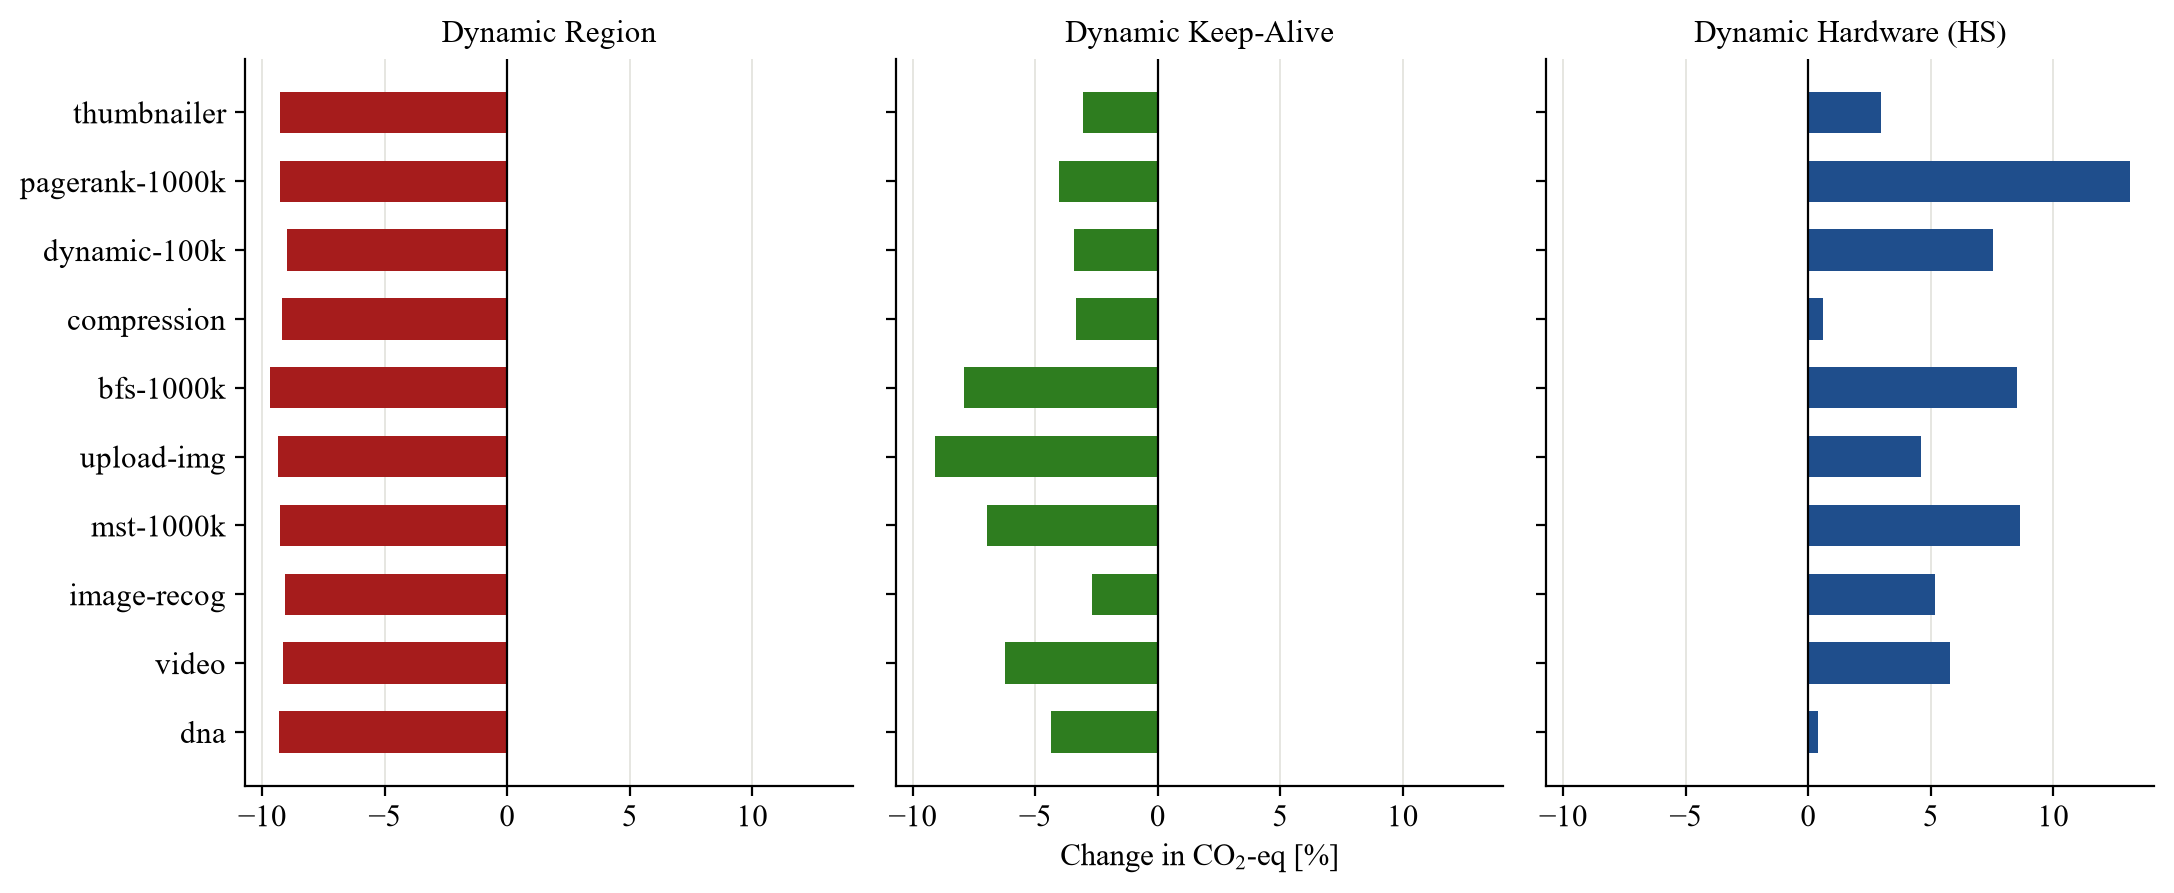 Dynamic Region
Dynamic Keep-Alive
Dynamic Hardware (HS)
thumbnailer
pagerank-1000k
dynamic-100k
compression
bfs-1000k
upload-img
mst-1000k
image-recog
video
dna
−10 −5 0 5 10
−10 −5 0 5 10
−10 −5 0 5 10
Change in CO₂-eq [%]